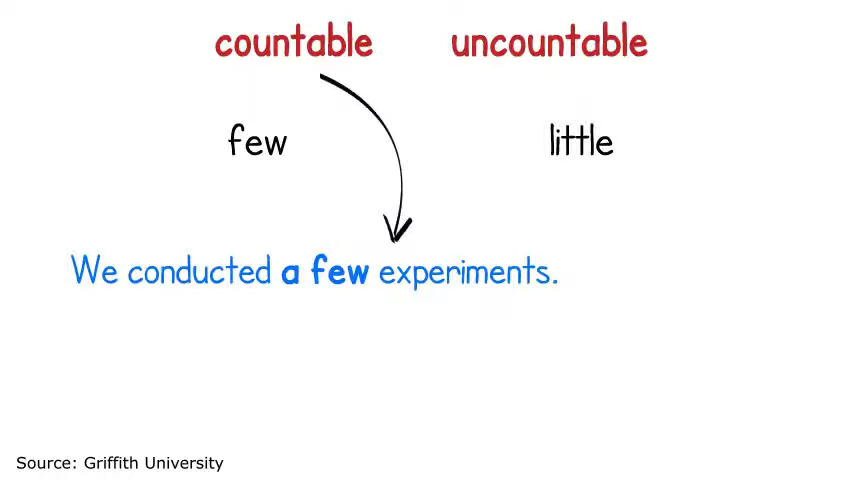 countable uncountable
few little
We conducted a few experiments.
Source: Griffith University